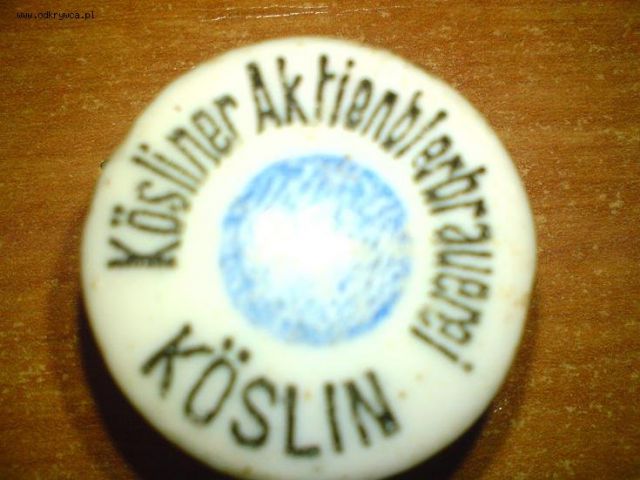 www.odkrywca.pl
Kösliner Aktienbierbrauerei
KÖSLIN